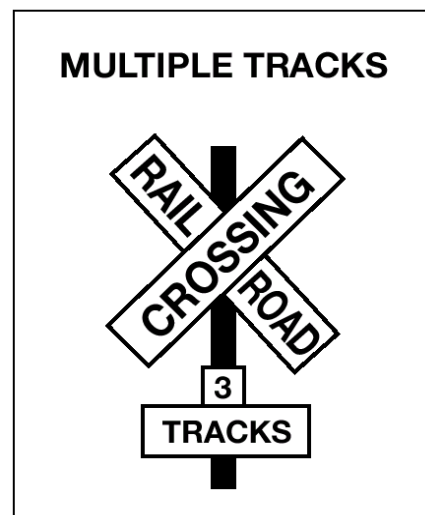 MULTIPLE TRACKS
RAIL
CROSSING
ROAD
3
TRACKS